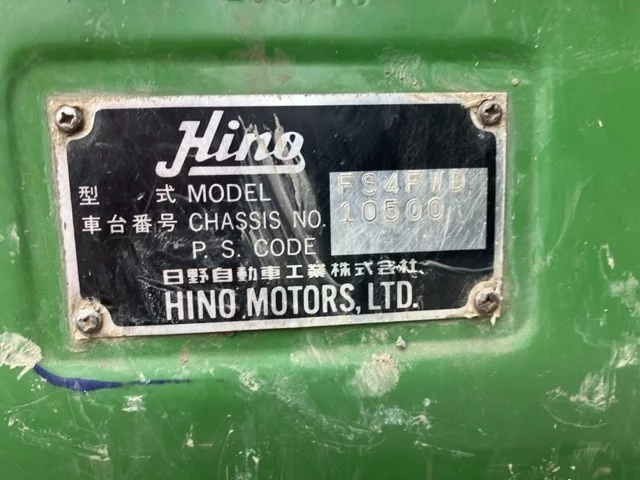 Hino
型 式 MODEL FS4FWD
車台番号 CHASSIS NO. 10500
P. S. CODE
日野自動車工業株式会社
HINO MOTORS, LTD.